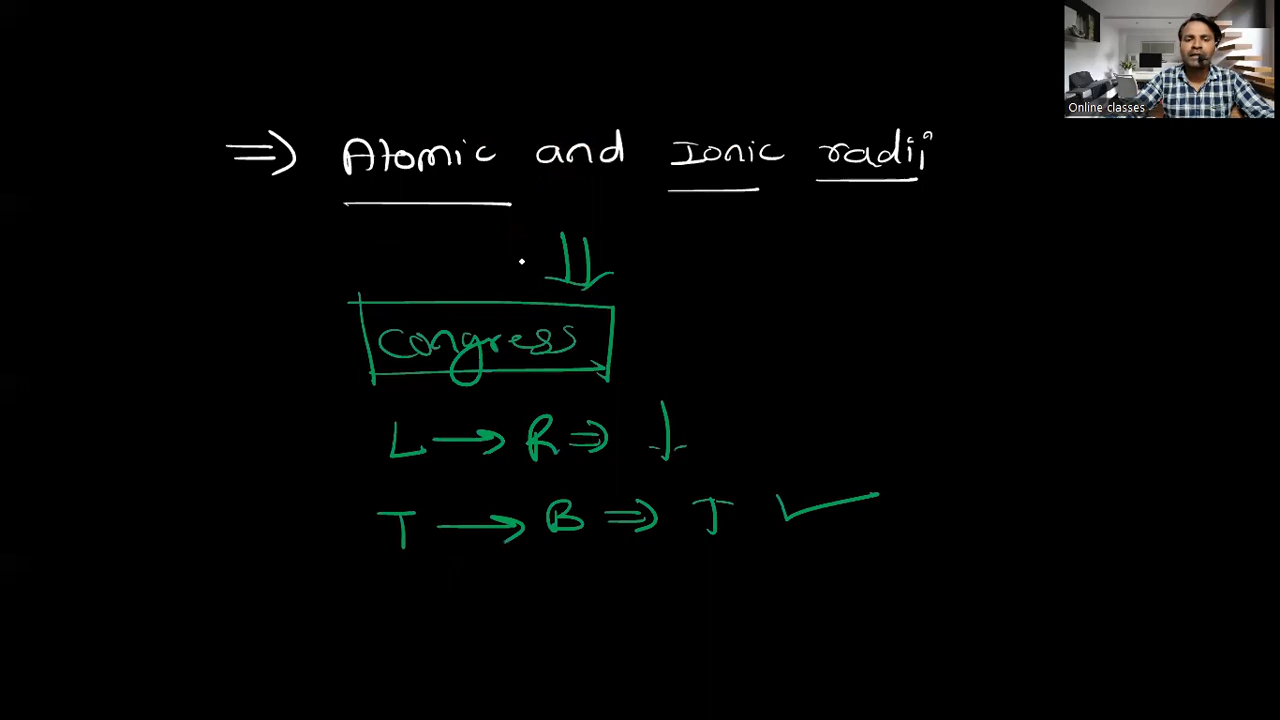 Online classes
⇒ Atomic and Ionic radii
⇓
Congress
L → R ⇒ ↓
T → B ⇒ ↑ ✓